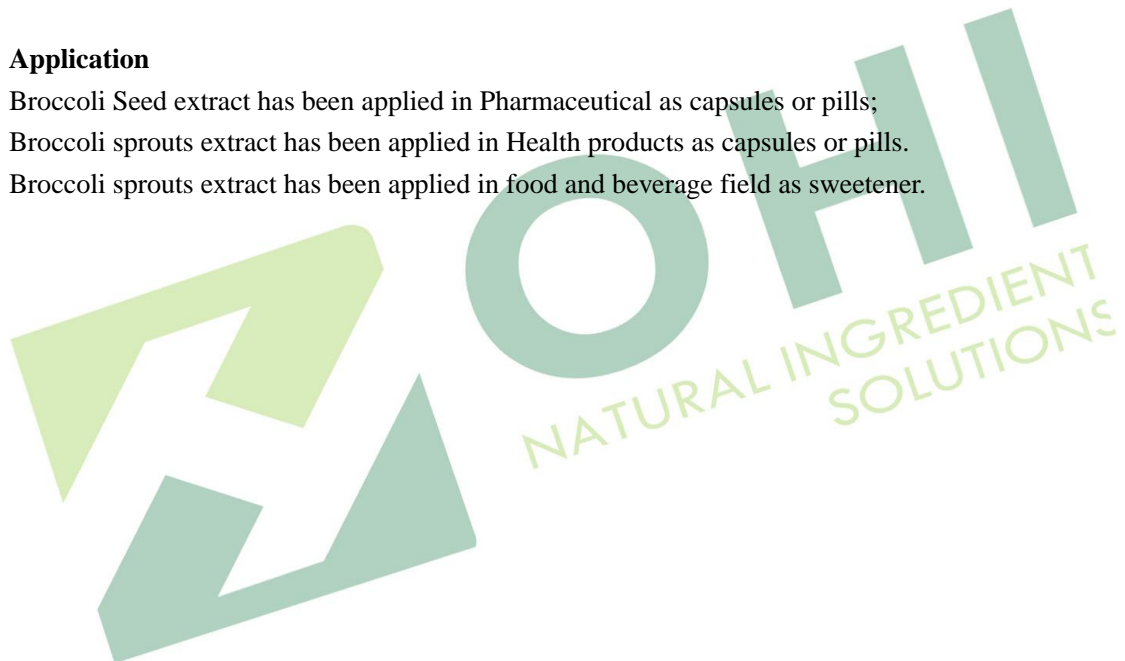 Application
Broccoli Seed extract has been applied in Pharmaceutical as capsules or pills;
Broccoli sprouts extract has been applied in Health products as capsules or pills.
Broccoli sprouts extract has been applied in food and beverage field as sweetener.
OHI
NATURAL INGREDIENT
SOLUTIONS